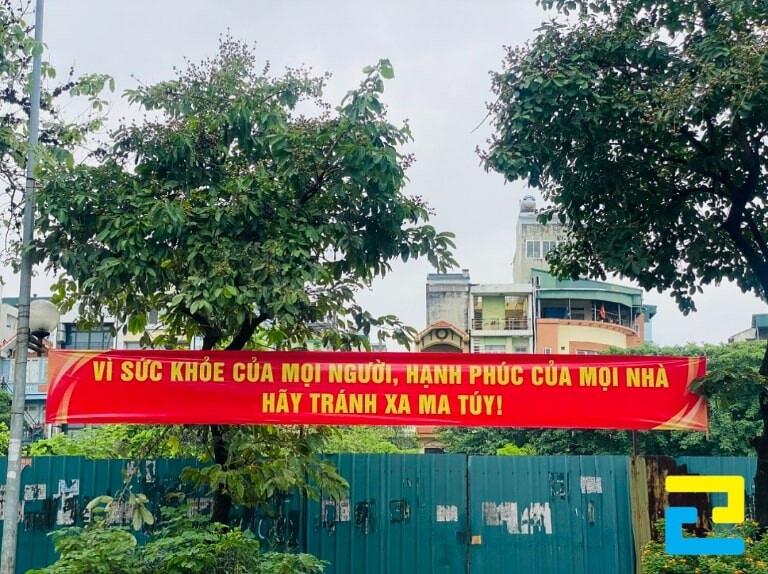 VÌ SỨC KHỎE CỦA MỌI NGƯỜI, HẠNH PHÚC CỦA MỌI NHÀ
HÃY TRÁNH XA MA TÚY!